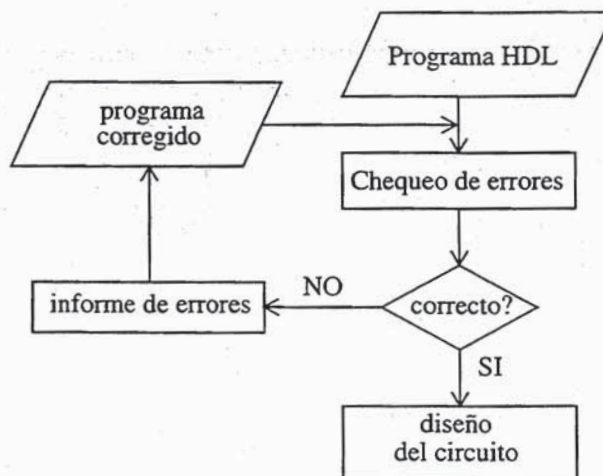 Programa HDL
programa
corregido
Chequeo de errores
NO
informe de errores
correcto?
SI
diseño
del circuito